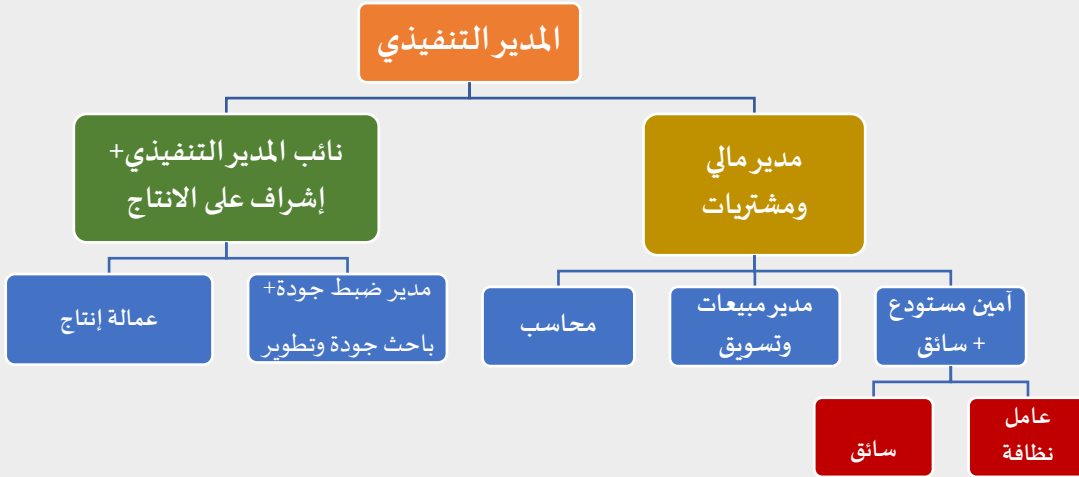 المدير التنفيذي
مدير مالي
ومشتريات
نائب المدير التنفيذي+
إشراف على الانتاج
آمين مستودع
+ سائق
مدير مبيعات
وتسويق
محاسب
مدير ضبط جودة+
باحث جودة وتطوير
عمالة إنتاج
عامل
نظافة
سائق